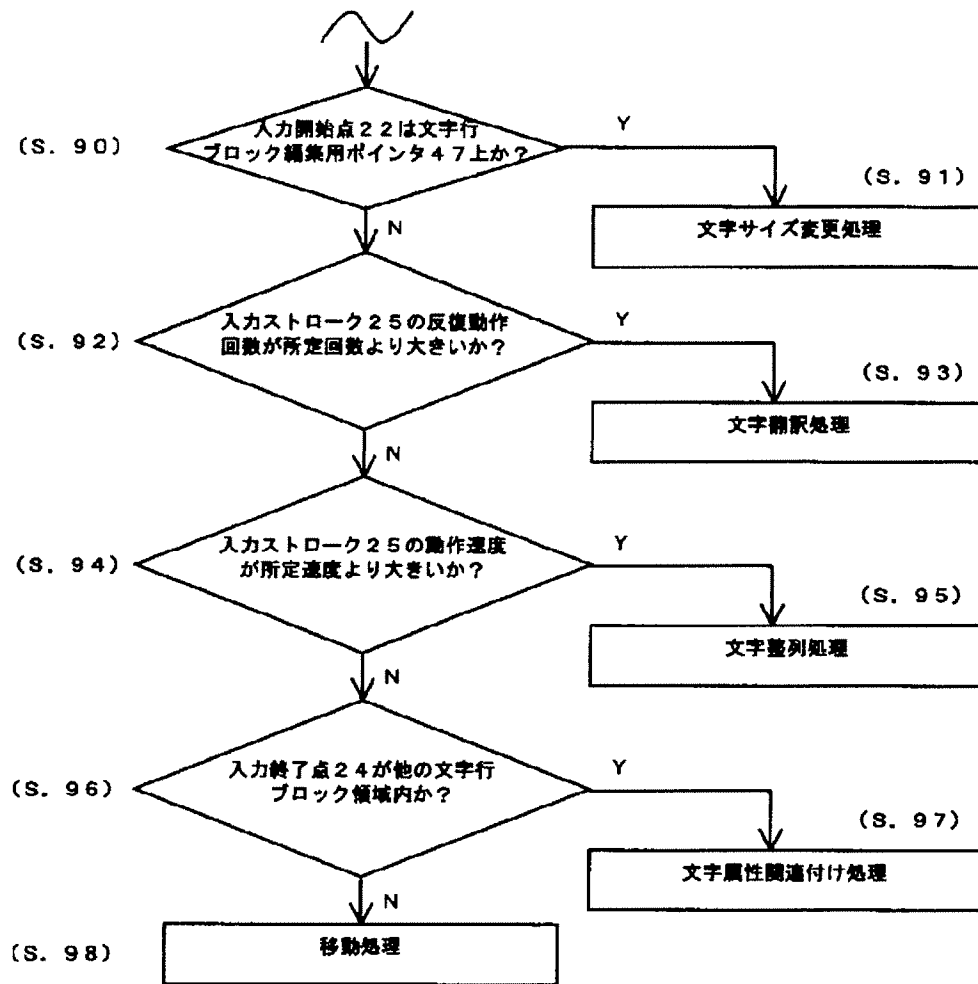 入力開始点22は文字行
ブロック編集用ポインタ47上か?
(S. 90)
Y
(S. 91)
文字サイズ変更処理
N
入力ストローク25の反復動作
回数が所定回数より大きいか?
(S. 92)
Y
(S. 93)
文字翻訳処理
N
入力ストローク25の動作速度
が所定速度より大きいか?
(S. 94)
Y
(S. 95)
文字整列処理
N
入力終了点24が他の文字行
ブロック領域内か?
(S. 96)
Y
(S. 97)
文字属性関連付け処理
N
(S. 98)
移動処理